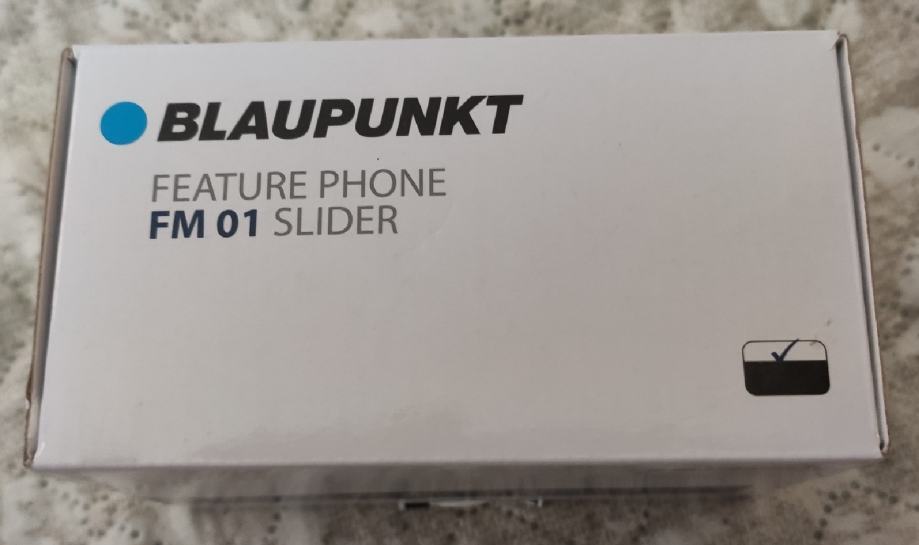 BLAUPUNKT
FEATURE PHONE
FM 01 SLIDER